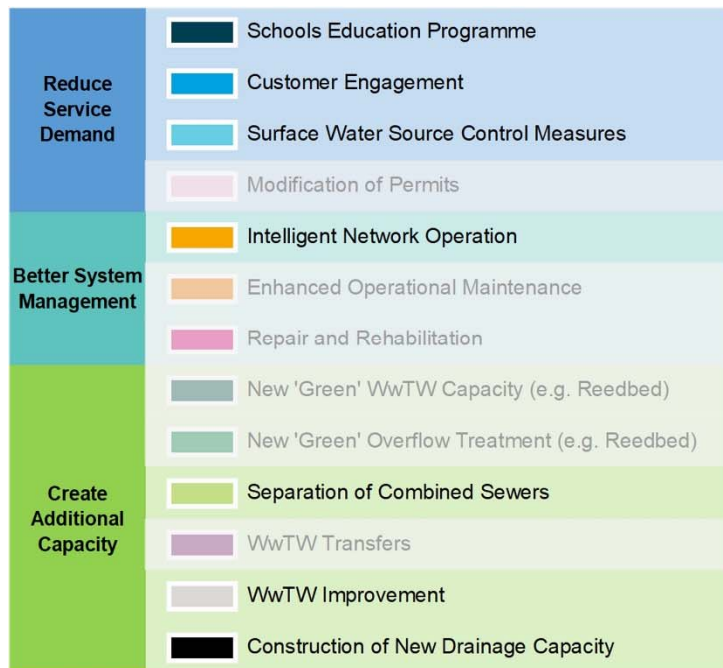 Reduce
Service
Demand
Schools Education Programme
Customer Engagement
Surface Water Source Control Measures
Modification of Permits
Better System
Management
Intelligent Network Operation
Enhanced Operational Maintenance
Repair and Rehabilitation
Create
Additional
Capacity
New 'Green' WwTW Capacity (e.g. Reedbed)
New 'Green' Overflow Treatment (e.g. Reedbed)
Separation of Combined Sewers
WwTW Transfers
WwTW Improvement
Construction of New Drainage Capacity